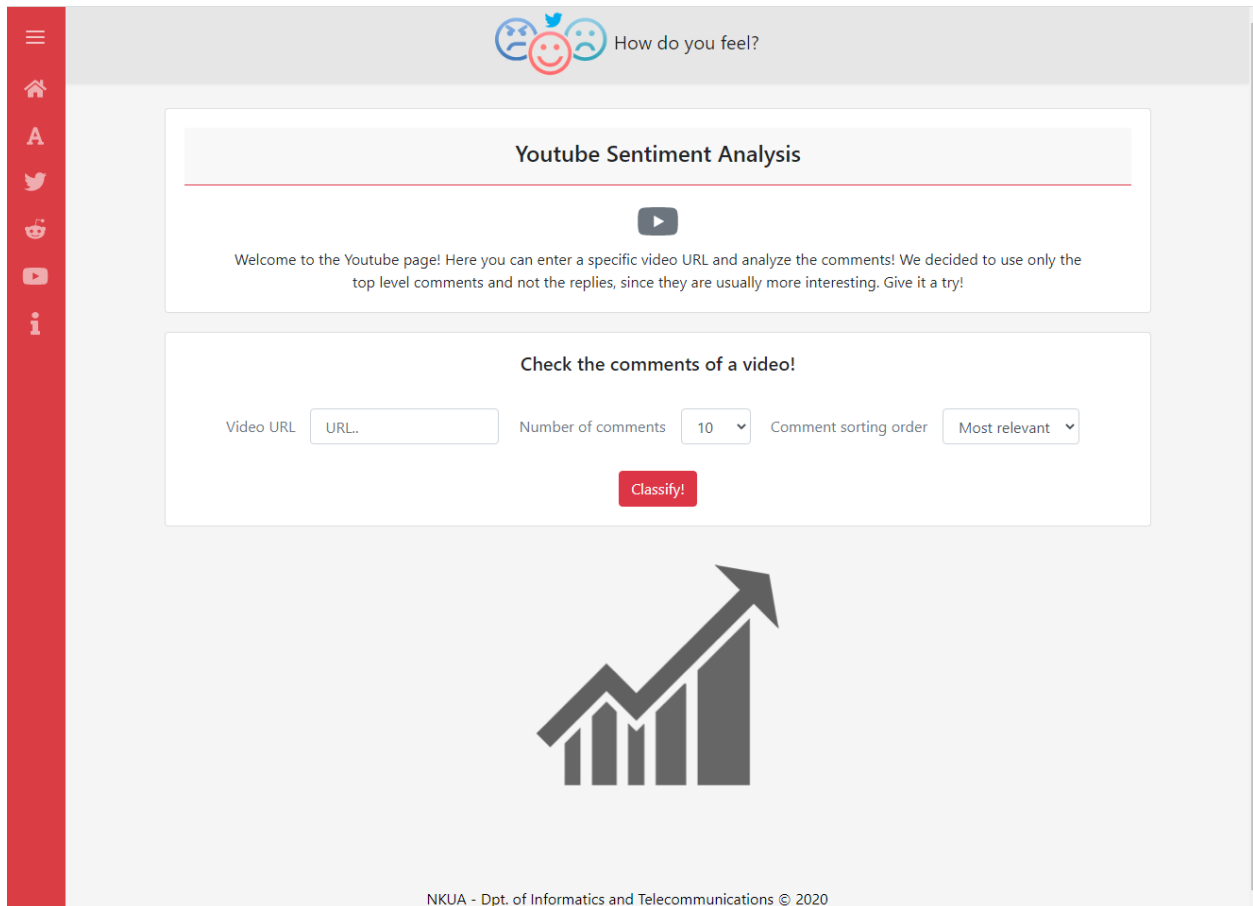 How do you feel?
Youtube Sentiment Analysis
Welcome to the Youtube page! Here you can enter a specific video URL and analyze the comments! We decided to use only the
top level comments and not the replies, since they are usually more interesting. Give it a try!
Check the comments of a video!
Video URL URL.. Number of comments 10 Comment sorting order Most relevant
Classify!
NKUA - Dpt. of Informatics and Telecommunications © 2020